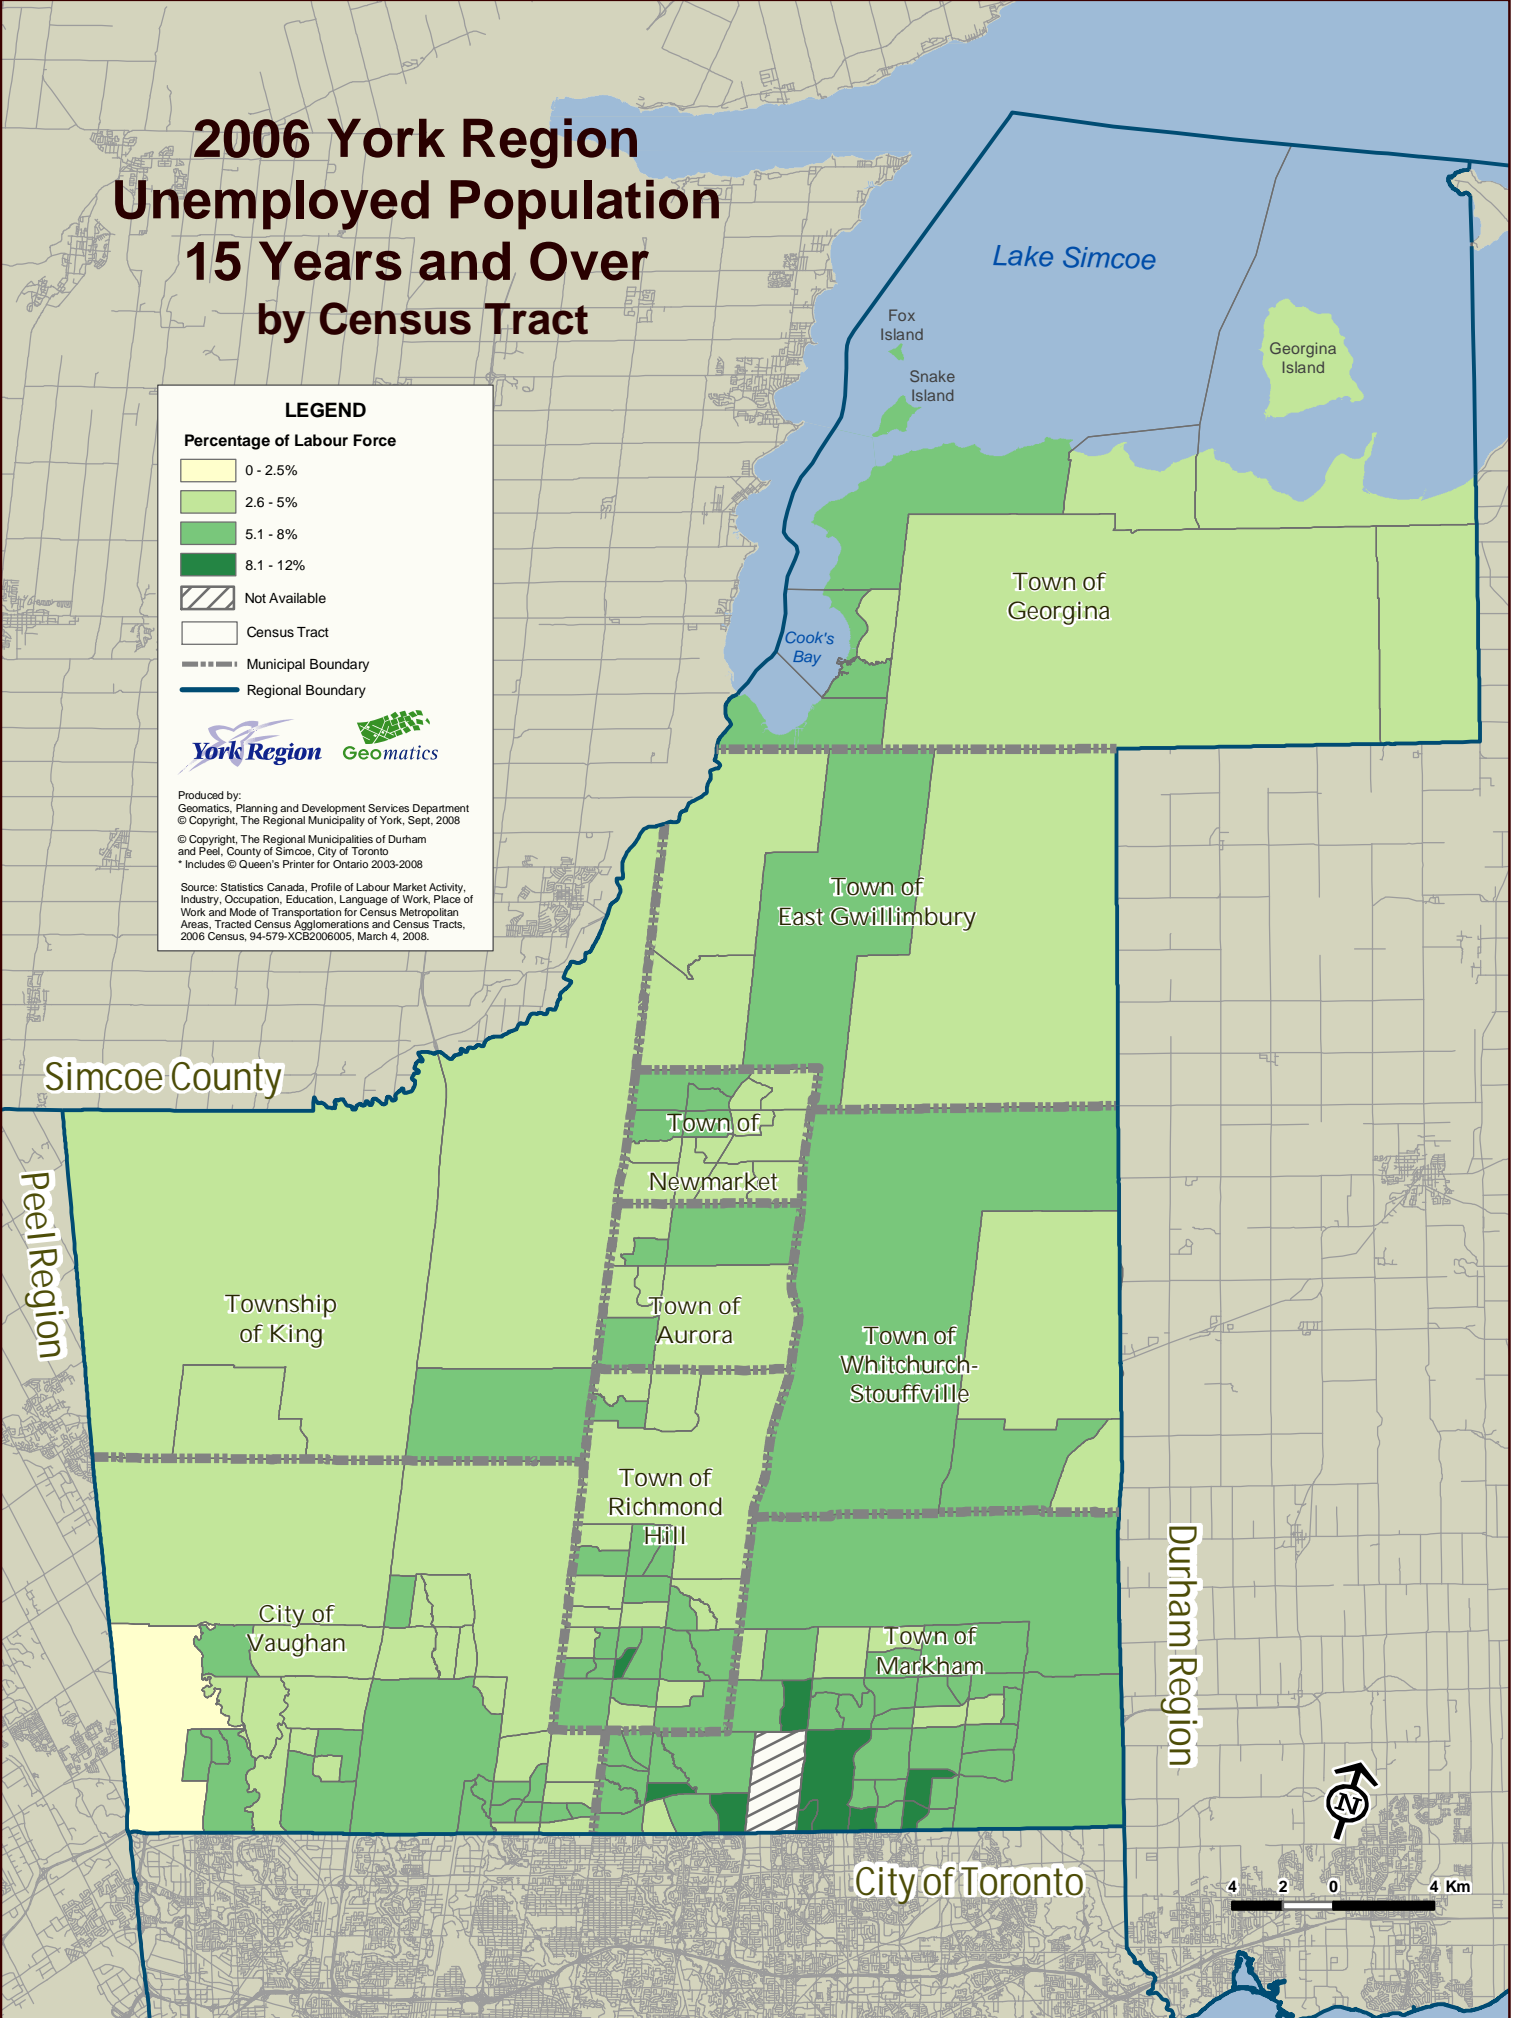 2006 York Region
Unemployed Population
15 Years and Over
by Census Tract
Lake Simcoe
Fox
Island
Georgina
Island
Snake
Island
LEGEND
Percentage of Labour Force
0 - 2.5%
2.6 - 5%
5.1 - 8%
8.1 - 12%
Not Available
Census Tract
Municipal Boundary
Regional Boundary
York Region
Geomatics
Produced by:
Geomatics, Planning and Development Services Department
© Copyright, The Regional Municipality of York, Sept, 2008
© Copyright, The Regional Municipalities of Durham
and Peel, County of Simcoe, City of Toronto
* Includes © Queen's Printer for Ontario 2003-2008
Source: Statistics Canada, Profile of Labour Market Activity,
Industry, Occupation, Education, Language of Work, Place of
Work and Mode of Transportation for Census Metropolitan
Areas, Tracted Census Agglomerations and Census Tracts,
2006 Census, 94-579-XCB2006005, March 4, 2008.
Town of
Georgina
Cook's
Bay
Town of
East Gwillimbury
Simcoe County
Town of
Newmarket
Peel Region
Township
of King
Town of
Aurora
Town of
Whitchurch-
Stouffville
Town of
Richmond
Hill
Durham Region
City of
Vaughan
Town of
Markham
N
City of Toronto
4 2 0 4 Km